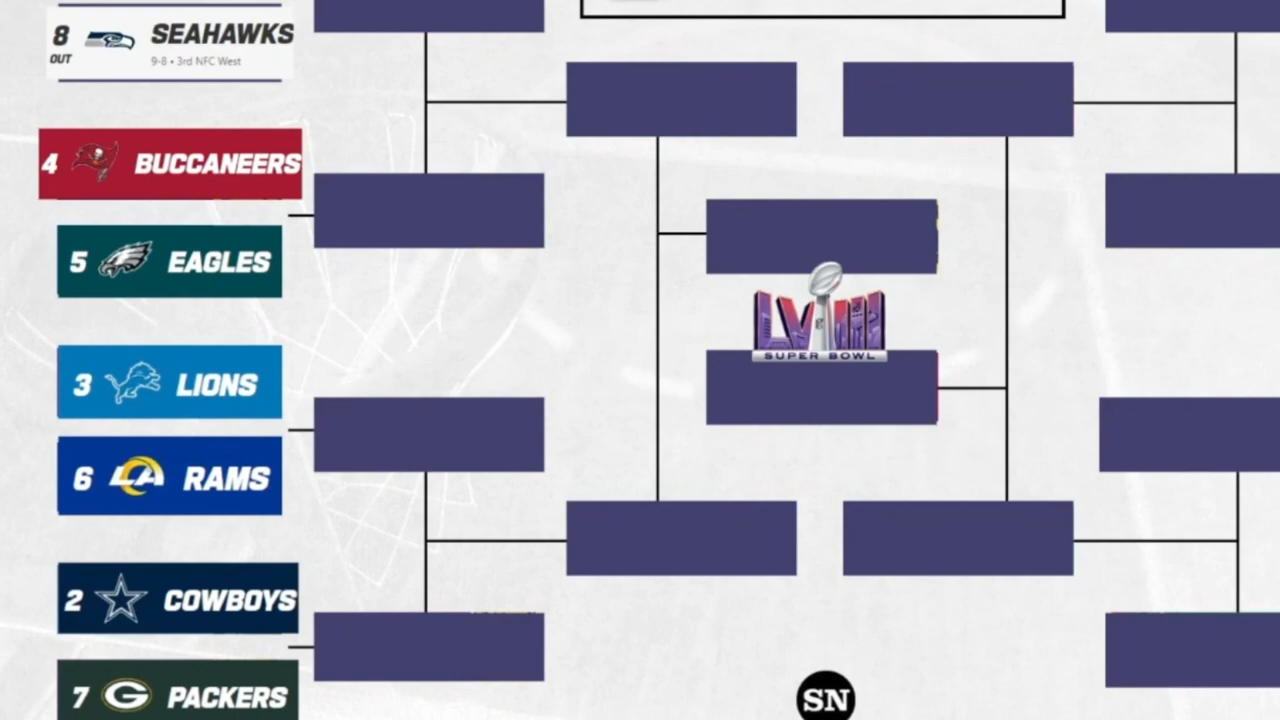 8 SEAHAWKS
OUT 9-8 • 3rd NFC West
4 BUCCANEERS
5 EAGLES
3 LIONS
6 LA RAMS
2 COWBOYS
7 G PACKERS
LVIII
SUPER BOWL
SN